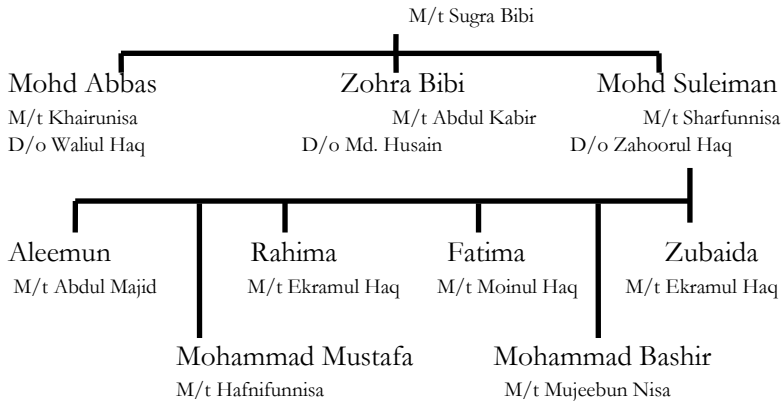 M/t Sugra Bibi
Mohd Abbas Zohra Bibi Mohd Suleiman
M/t Khairunisa M/t Abdul Kabir M/t Sharfunnisa
D/o Waliul Haq D/o Md. Husain D/o Zahoorul Haq
Aleemun Rahima Fatima Zubaida
M/t Abdul Majid M/t Ekramul Haq M/t Moinul Haq M/t Ekramul Haq
Mohammad Mustafa Mohammad Bashir
M/t Hafnifunnisa M/t Mujeebun Nisa